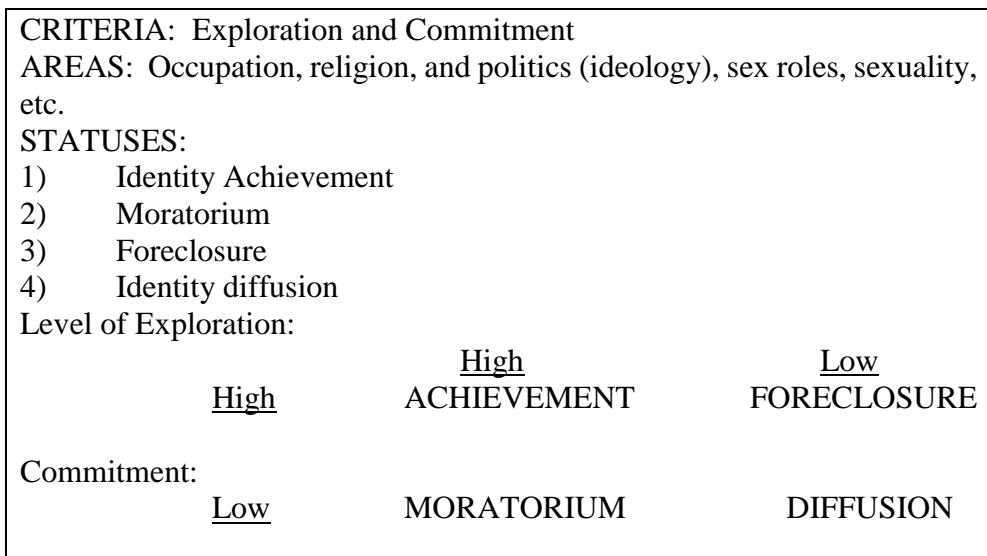 CRITERIA: Exploration and Commitment
AREAS: Occupation, religion, and politics (ideology), sex roles, sexuality,
etc.
STATUSES:
1) Identity Achievement
2) Moratorium
3) Foreclosure
4) Identity diffusion
Level of Exploration:
High Low
High ACHIEVEMENT FORECLOSURE
Commitment:
Low MORATORIUM DIFFUSION